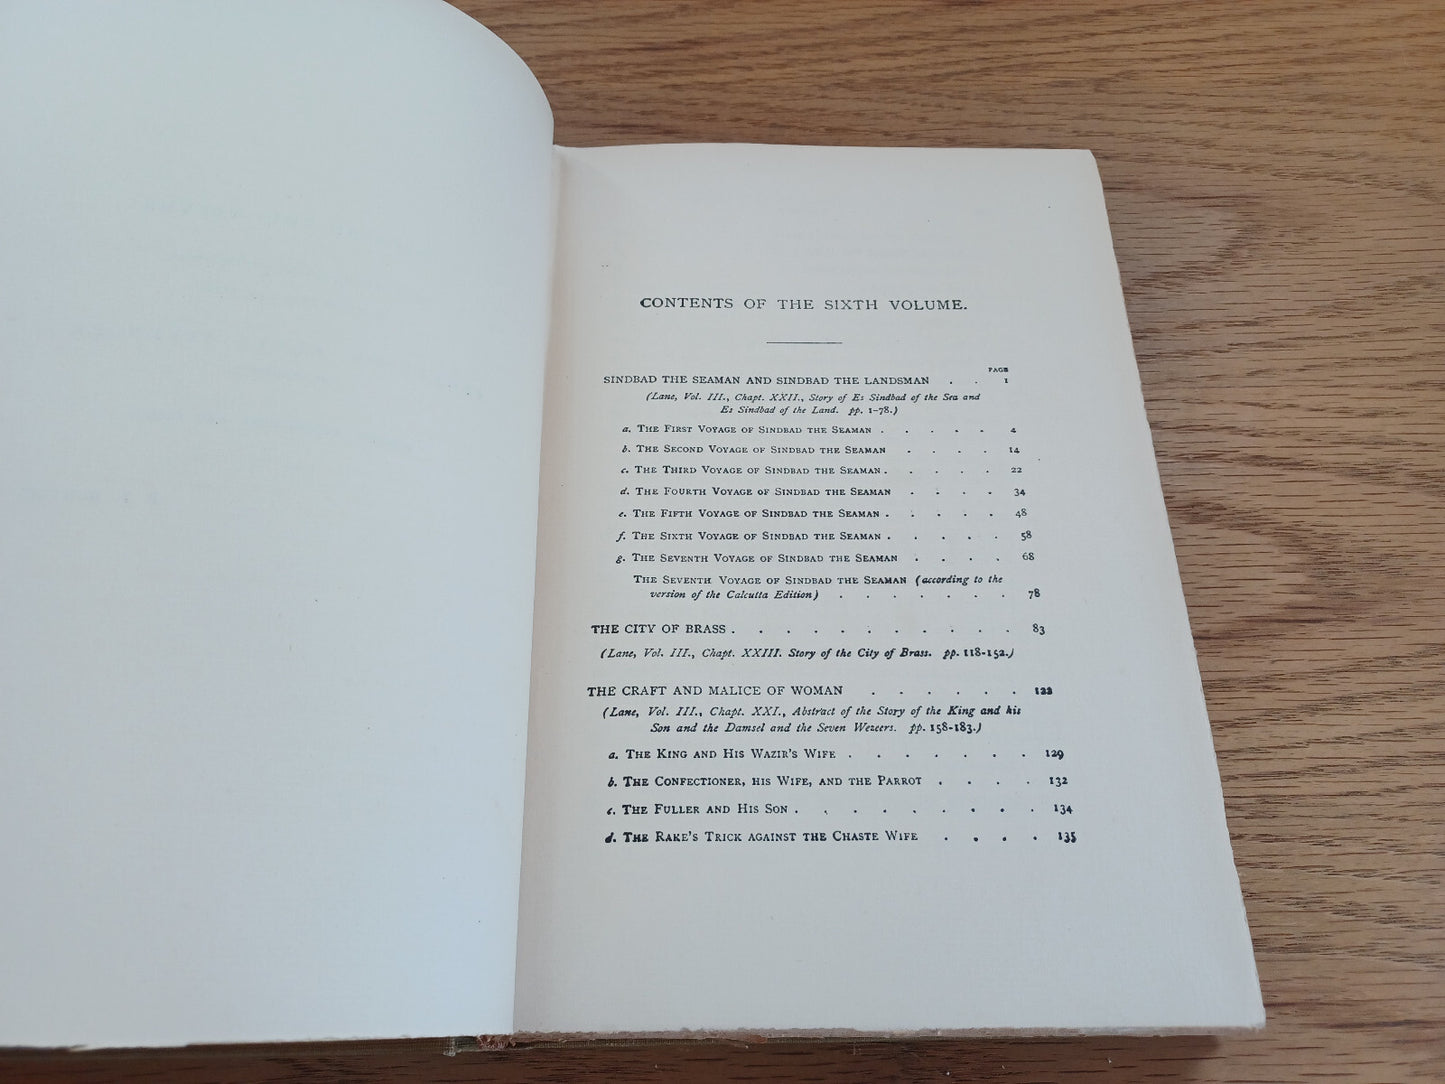 CONTENTS OF THE SIXTH VOLUME.
PAGE
SINDBAD THE SEAMAN AND SINDBAD THE LANDSMAN . . 1
(Lane, Vol. III., Chapt. XXII., Story of Es Sindbad of the Sea and
Es Sindbad of the Land. pp. 1-78.)
a. The First Voyage of Sindbad the Seaman . . . . . 4
b. The Second Voyage of Sindbad the Seaman . . . . 14
c. The Third Voyage of Sindbad the Seaman . . . . . 22
d. The Fourth Voyage of Sindbad the Seaman . . . . 34
e. The Fifth Voyage of Sindbad the Seaman . . . . . 48
f. The Sixth Voyage of Sindbad the Seaman . . . . . 58
g. The Seventh Voyage of Sindbad the Seaman . . . . 68
The Seventh Voyage of Sindbad the Seaman (according to the
version of the Calcutta Edition) . . . . . . . 78
THE CITY OF BRASS . . . . . . . . . . . 83
(Lane, Vol. III., Chapt. XXIII. Story of the City of Brass. pp. 118-152.)
THE CRAFT AND MALICE OF WOMAN . . . . . . 122
(Lane, Vol. III., Chapt. XXI., Abstract of the Story of the King and his
Son and the Damsel and the Seven Wezeers. pp. 158-183.)
a. The King and His Wazir's Wife . . . . . . . 129
b. The Confectioner, his Wife, and the Parrot . . . . 132
c. The Fuller and His Son . . . . . . . . . 134
d. The Rake's Trick against the Chaste Wife . . . . 135